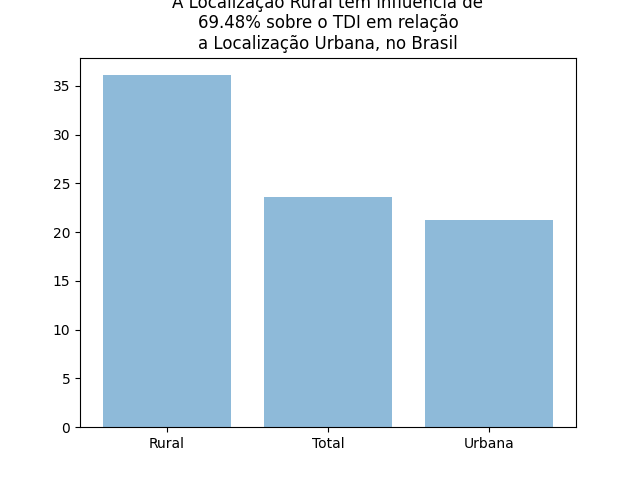 A Localização Rural tem influência de
69.48% sobre o TDI em relação
a Localização Urbana, no Brasil
35
30
25
20
15
10
5
0
Rural Total Urbana